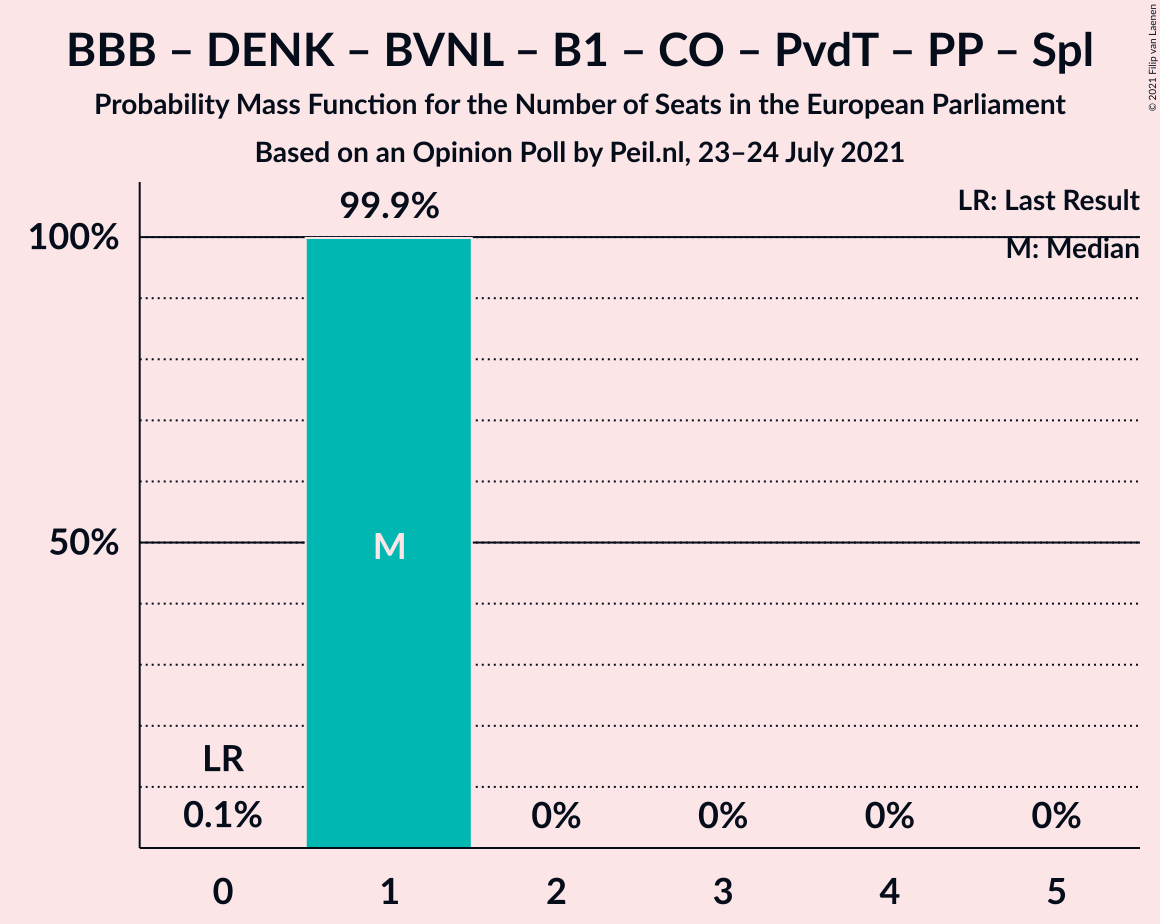 BBB – DENK – BVNL – B1 – CO – PvdT – PP – Spl
Probability Mass Function for the Number of Seats in the European Parliament
Based on an Opinion Poll by Peil.nl, 23–24 July 2021
© 2021 Filip van Laenen
LR: Last Result
M: Median
99.9%
100%
50%
M
LR
0.1%
0%
0%
0%
0%
0
1
2
3
4
5